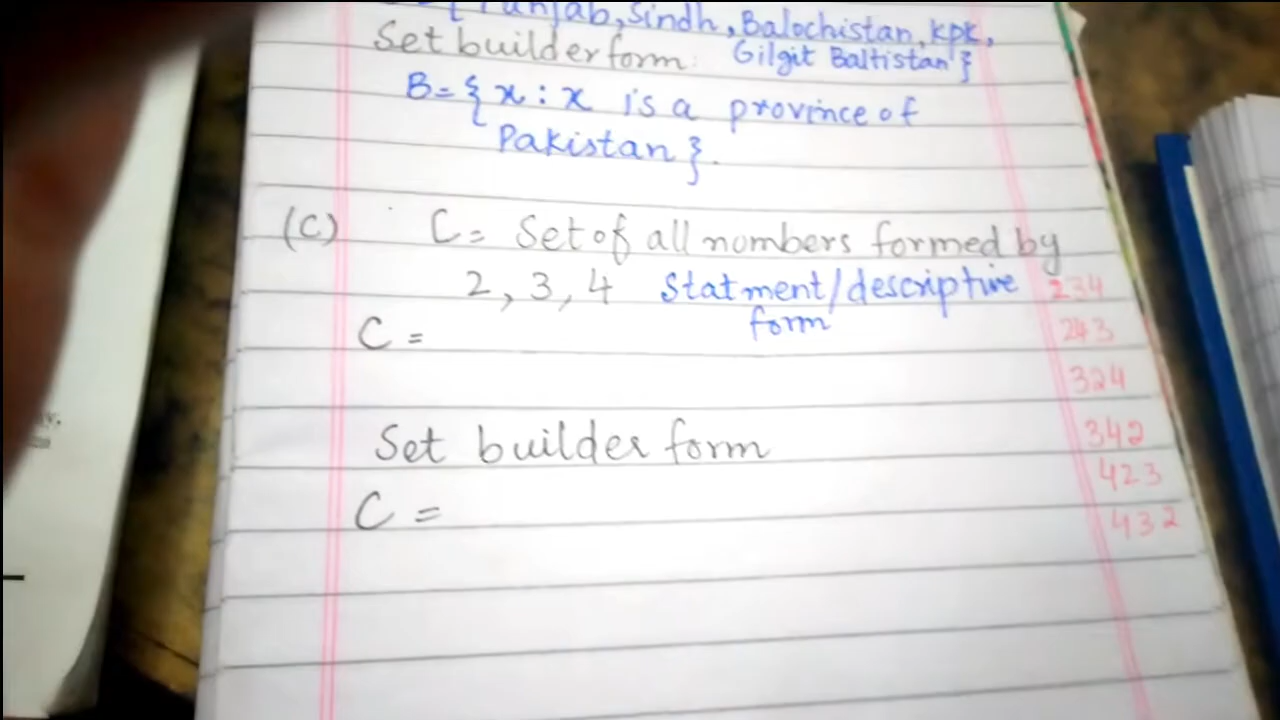 Punjab, Sindh, Balochistan, KPK,
Set builder form: Gilgit Baltistan }
B= { x : x is a province of
Pakistan }.
(C) C= Set of all numbers formed by
2, 3, 4 Statment/descriptive 234
form
C = 243
324
Set builder form 342
423
C = 432